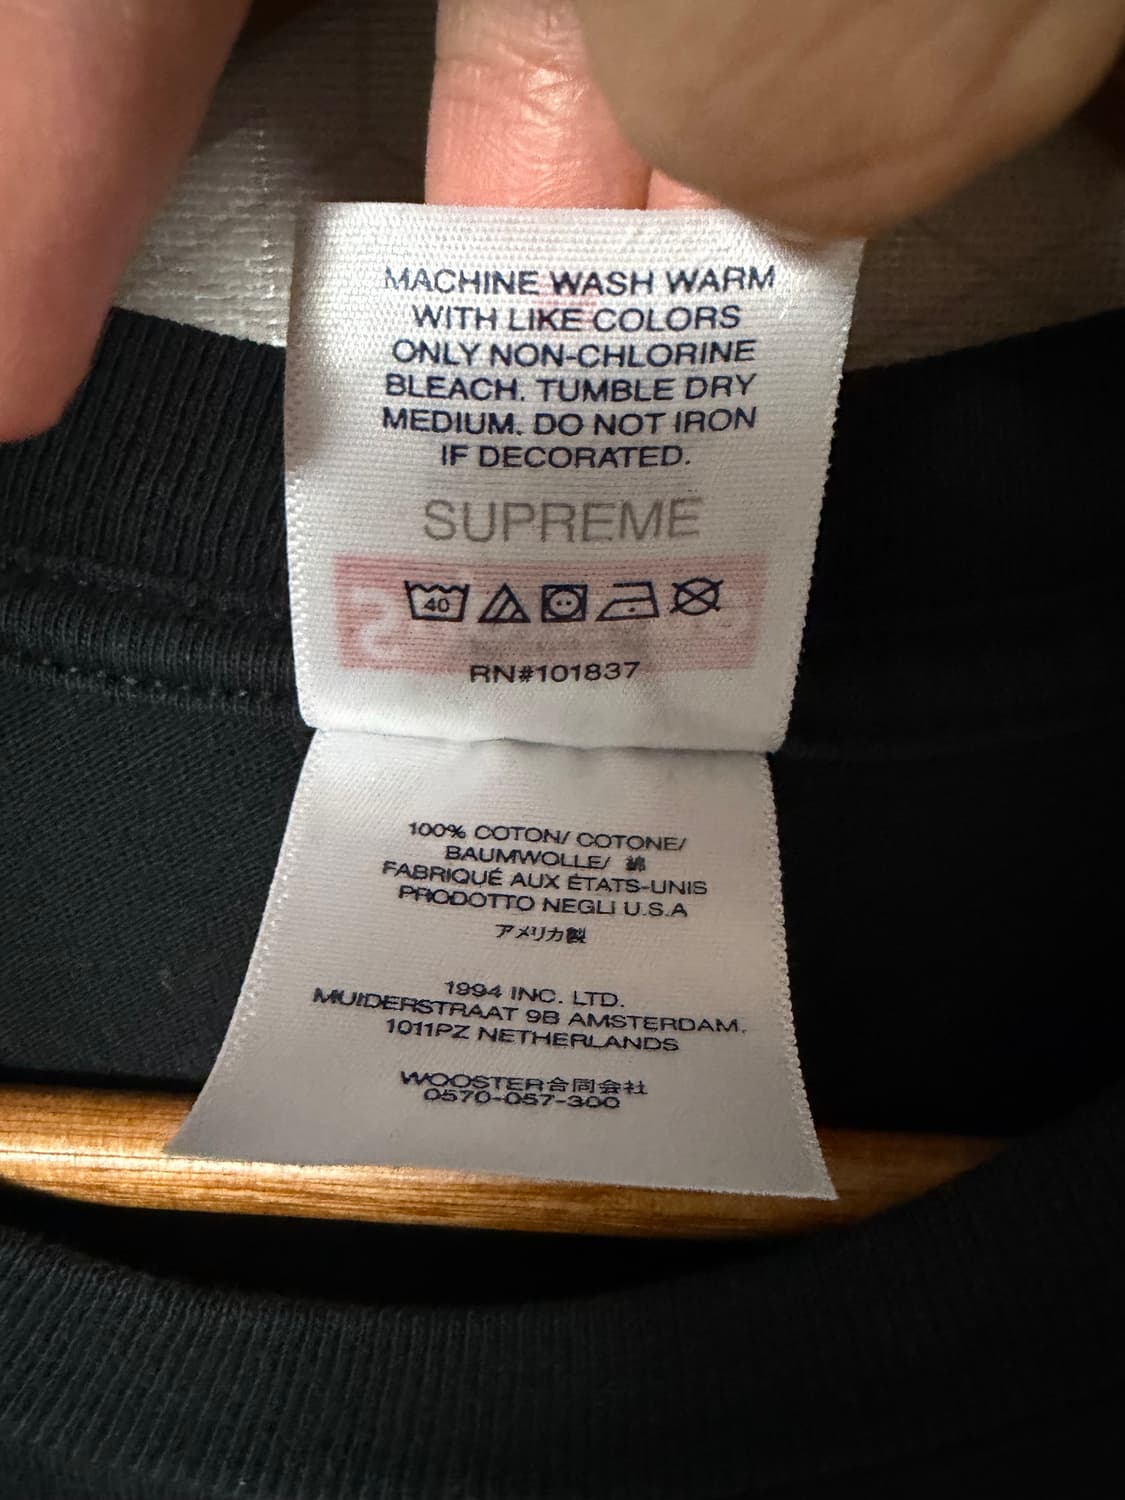 MACHINE WASH WARM
WITH LIKE COLORS
ONLY NON-CHLORINE
BLEACH. TUMBLE DRY
MEDIUM. DO NOT IRON
IF DECORATED.
SUPREME
40
RN#101837
100% COTON/ COTONE/
BAUMWOLLE/ 綿
FABRIQUÉ AUX ÉTATS-UNIS
PRODOTTO NEGLI U.S.A
アメリカ製
1994 INC. LTD.
MUIDERSTRAAT 9B AMSTERDAM.
1011PZ NETHERLANDS
WOOSTER合同会社
0570-057-300